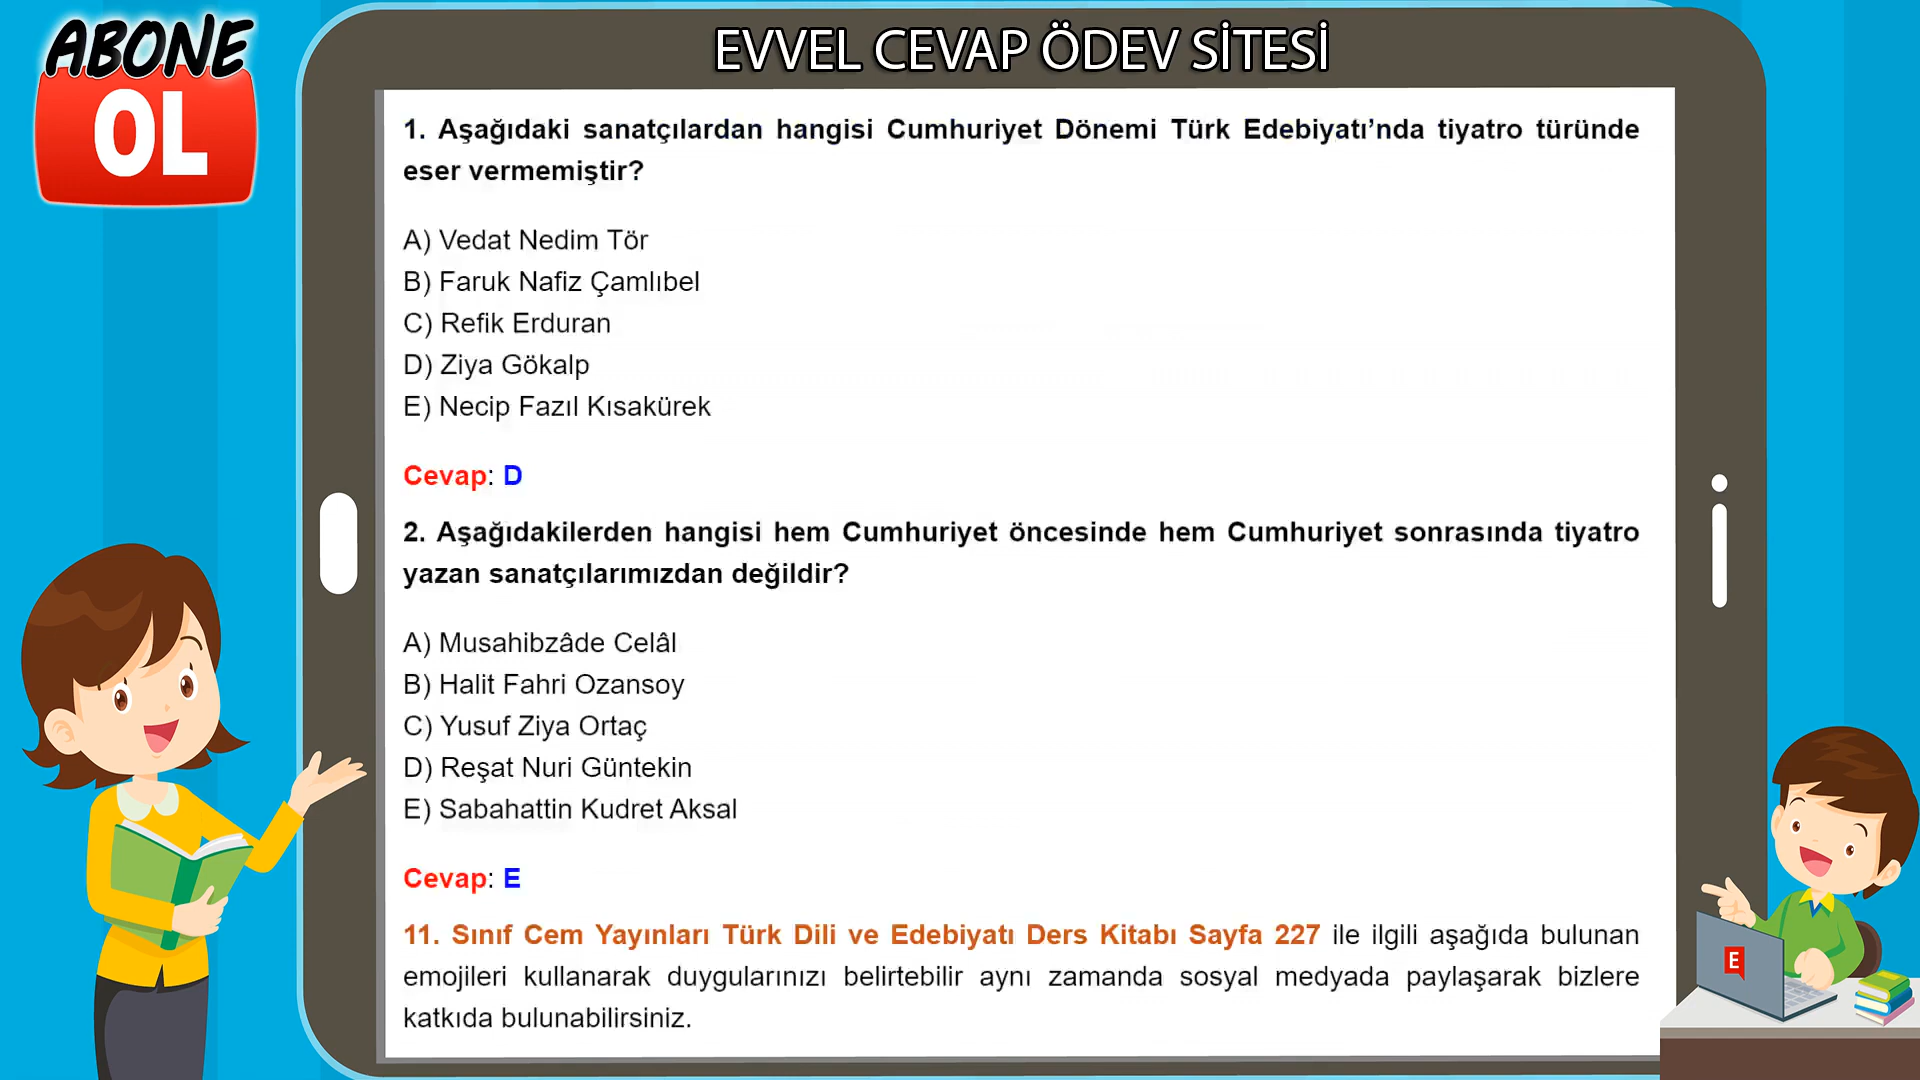 ABONE
OL
EVVEL CEVAP ÖDEV SİTESİ
1. Aşağıdaki sanatçılardan hangisi Cumhuriyet Dönemi Türk Edebiyatı’nda tiyatro türünde
eser vermemiştir?
A) Vedat Nedim Tör
B) Faruk Nafiz Çamlıbel
C) Refik Erduran
D) Ziya Gökalp
E) Necip Fazıl Kısakürek
Cevap: D
2. Aşağıdakilerden hangisi hem Cumhuriyet öncesinde hem Cumhuriyet sonrasında tiyatro
yazan sanatçılarımızdan değildir?
A) Musahibzâde Celâl
B) Halit Fahri Ozansoy
C) Yusuf Ziya Ortaç
D) Reşat Nuri Güntekin
E) Sabahattin Kudret Aksal
Cevap: E
11. Sınıf Cem Yayınları Türk Dili ve Edebiyatı Ders Kitabı Sayfa 227 ile ilgili aşağıda bulunan
emojileri kullanarak duygularınızı belirtebilir aynı zamanda sosyal medyada paylaşarak bizlere
katkıda bulunabilirsiniz.
E